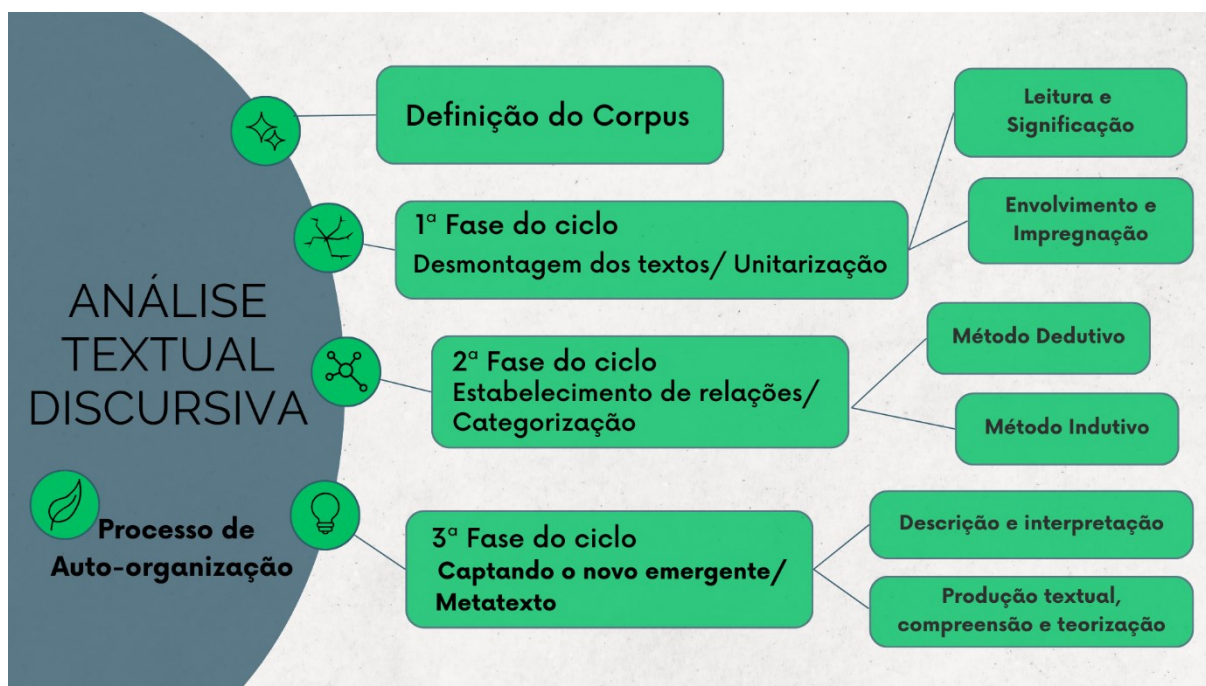 ANÁLISE
TEXTUAL
DISCURSIVA
Processo de
Auto-organização
Definição do Corpus
1ª Fase do ciclo
Desmontagem dos textos/ Unitarização
Leitura e
Significação
Envolvimento e
Impregnação
2ª Fase do ciclo
Estabelecimento de relações/
Categorização
Método Dedutivo
Método Indutivo
3ª Fase do ciclo
Captando o novo emergente/
Metatexto
Descrição e interpretação
Produção textual,
compreensão e teorização